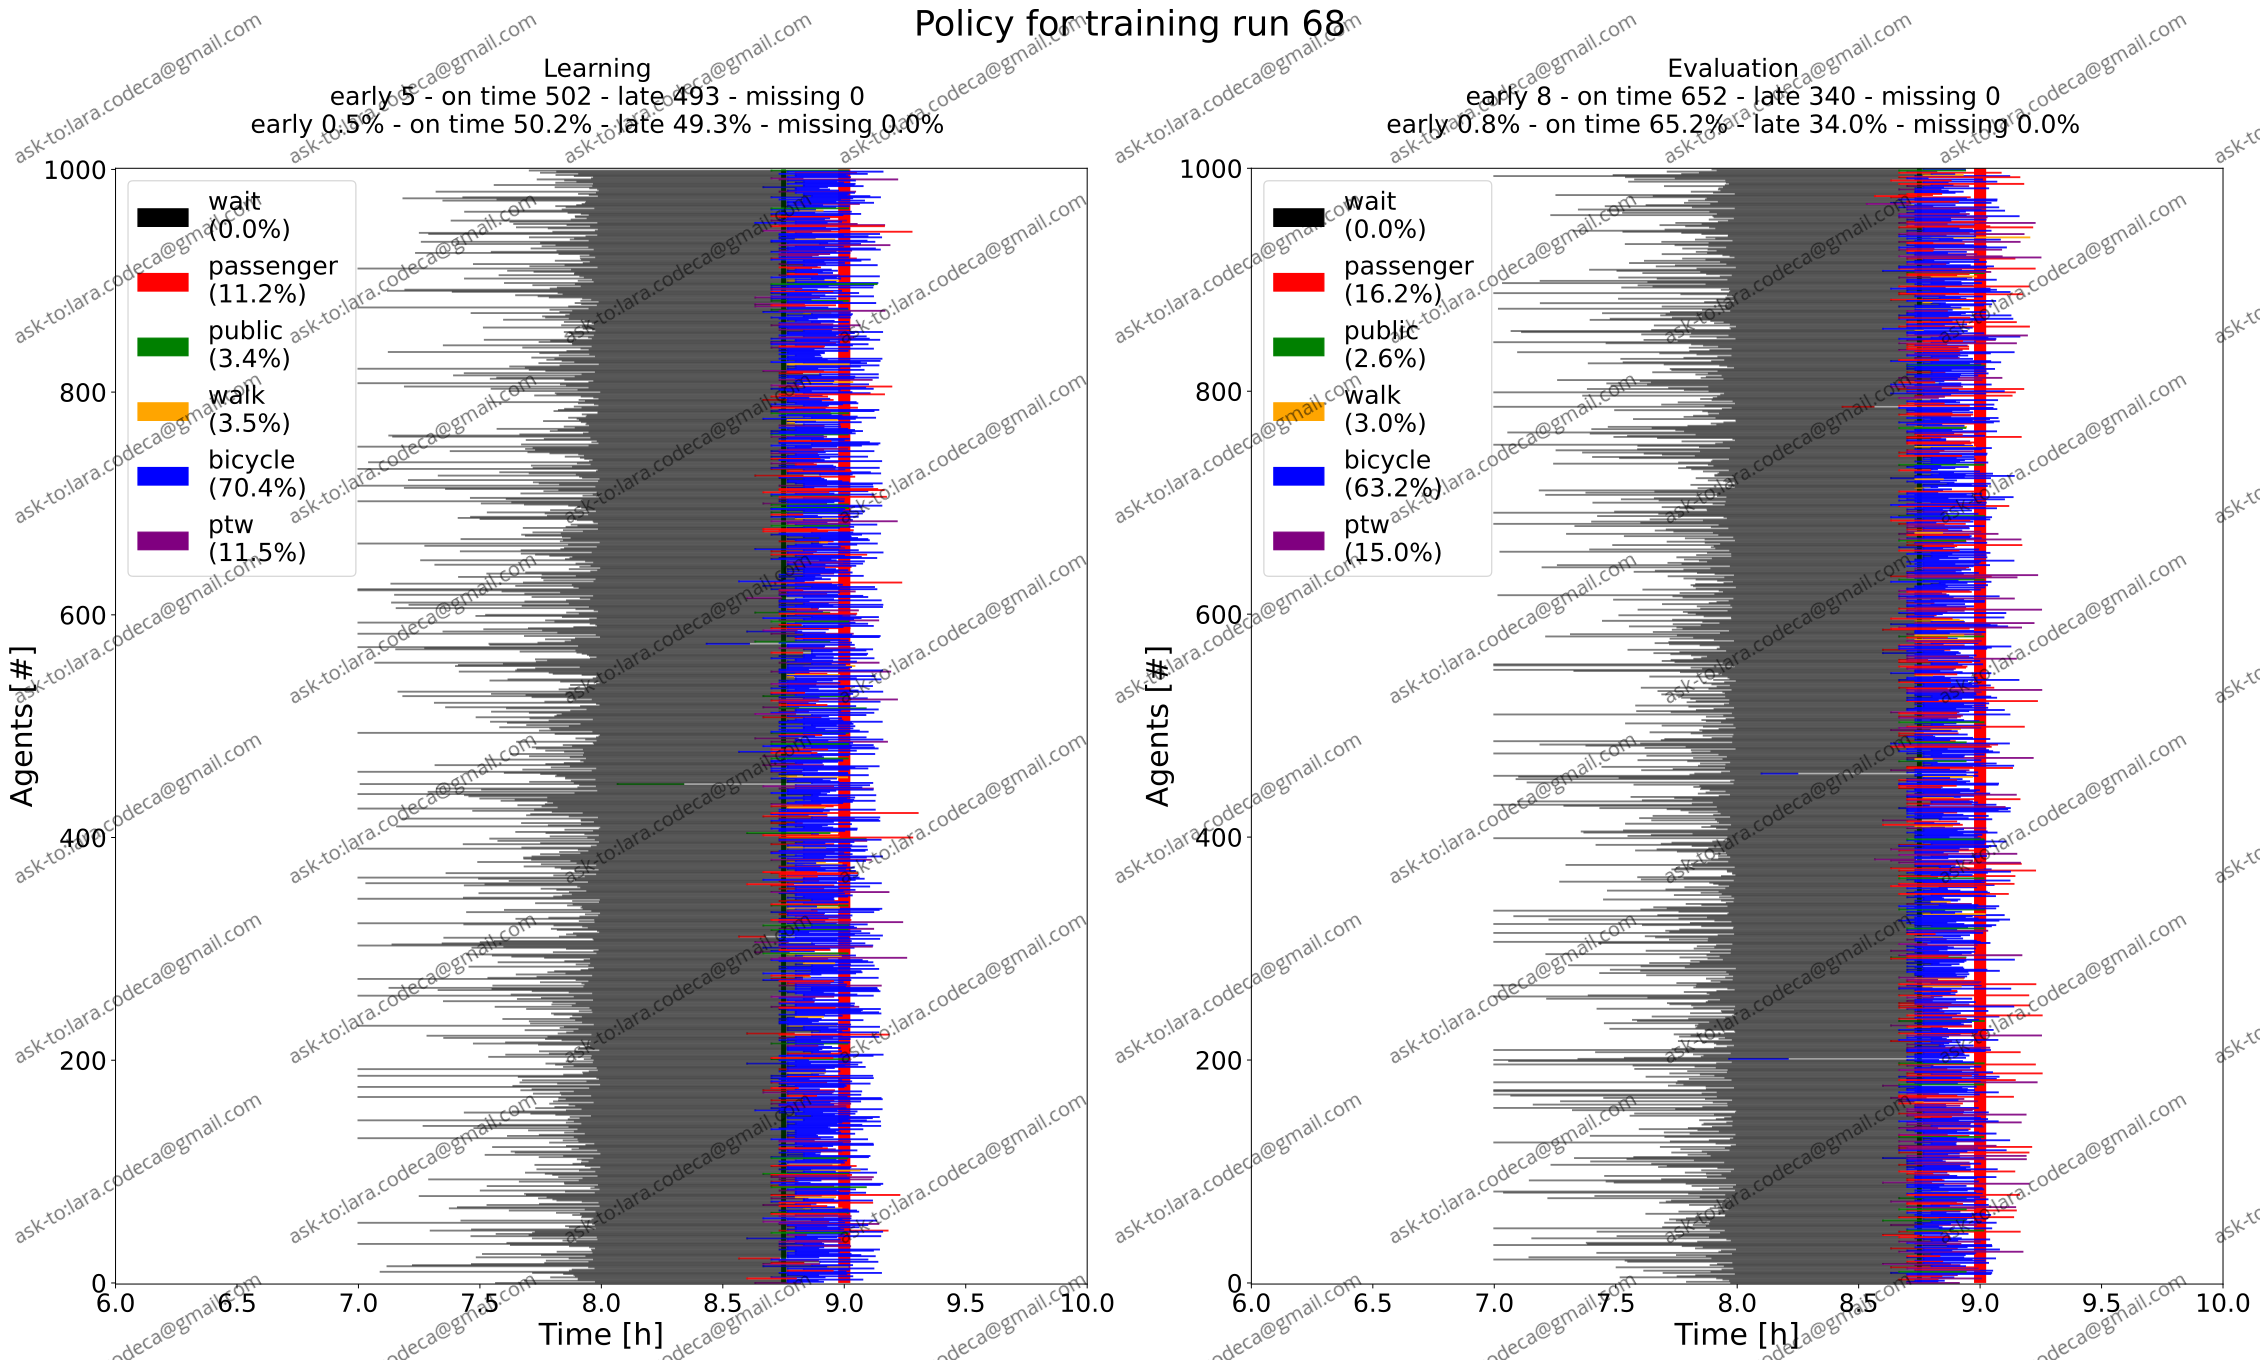 Policy for training run 68
Learning
early 5 - on time 502 - late 493 - missing 0
early 0.5% - on time 50.2% - late 49.3% - missing 0.0%
1000
800
600
400
200
0
Agents [#]
wait
(0.0%)
passenger
(11.2%)
public
(3.4%)
walk
(3.5%)
bicycle
(70.4%)
ptw
(11.5%)
6.0 6.5 7.0 7.5 8.0 8.5 9.0 9.5 10.0
Time [h]
Evaluation
early 8 - on time 652 - late 340 - missing 0
early 0.8% - on time 65.2% - late 34.0% - missing 0.0%
1000
800
600
400
200
0
Agents [#]
wait
(0.0%)
passenger
(16.2%)
public
(2.6%)
walk
(3.0%)
bicycle
(63.2%)
ptw
(15.0%)
6.0 6.5 7.0 7.5 8.0 8.5 9.0 9.5 10.0
Time [h]
ask-to:lara.codeca@gmail.com